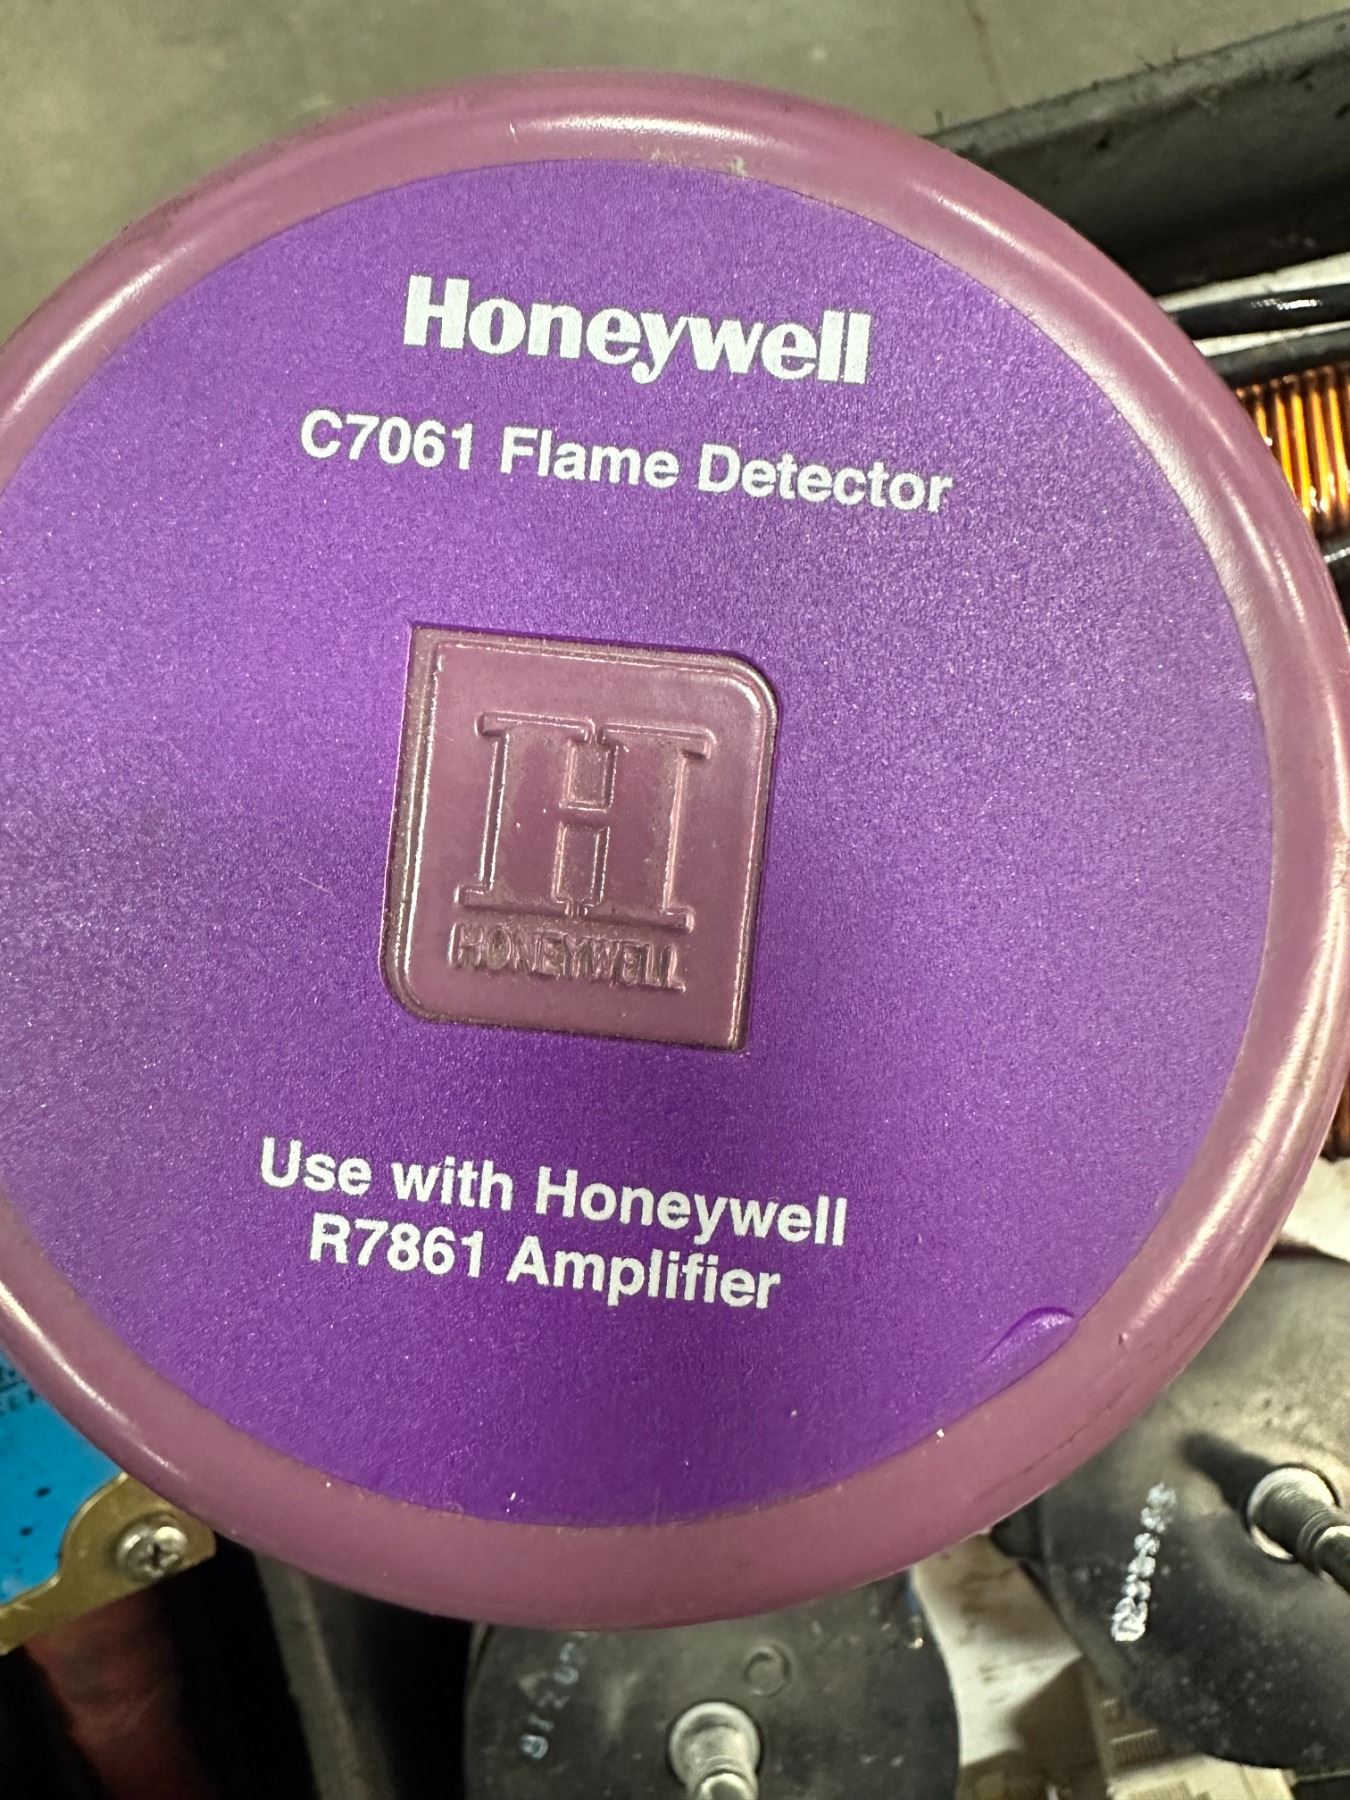 Honeywell
C7061 Flame Detector
H
HONEYWELL
Use with Honeywell
R7861 Amplifier